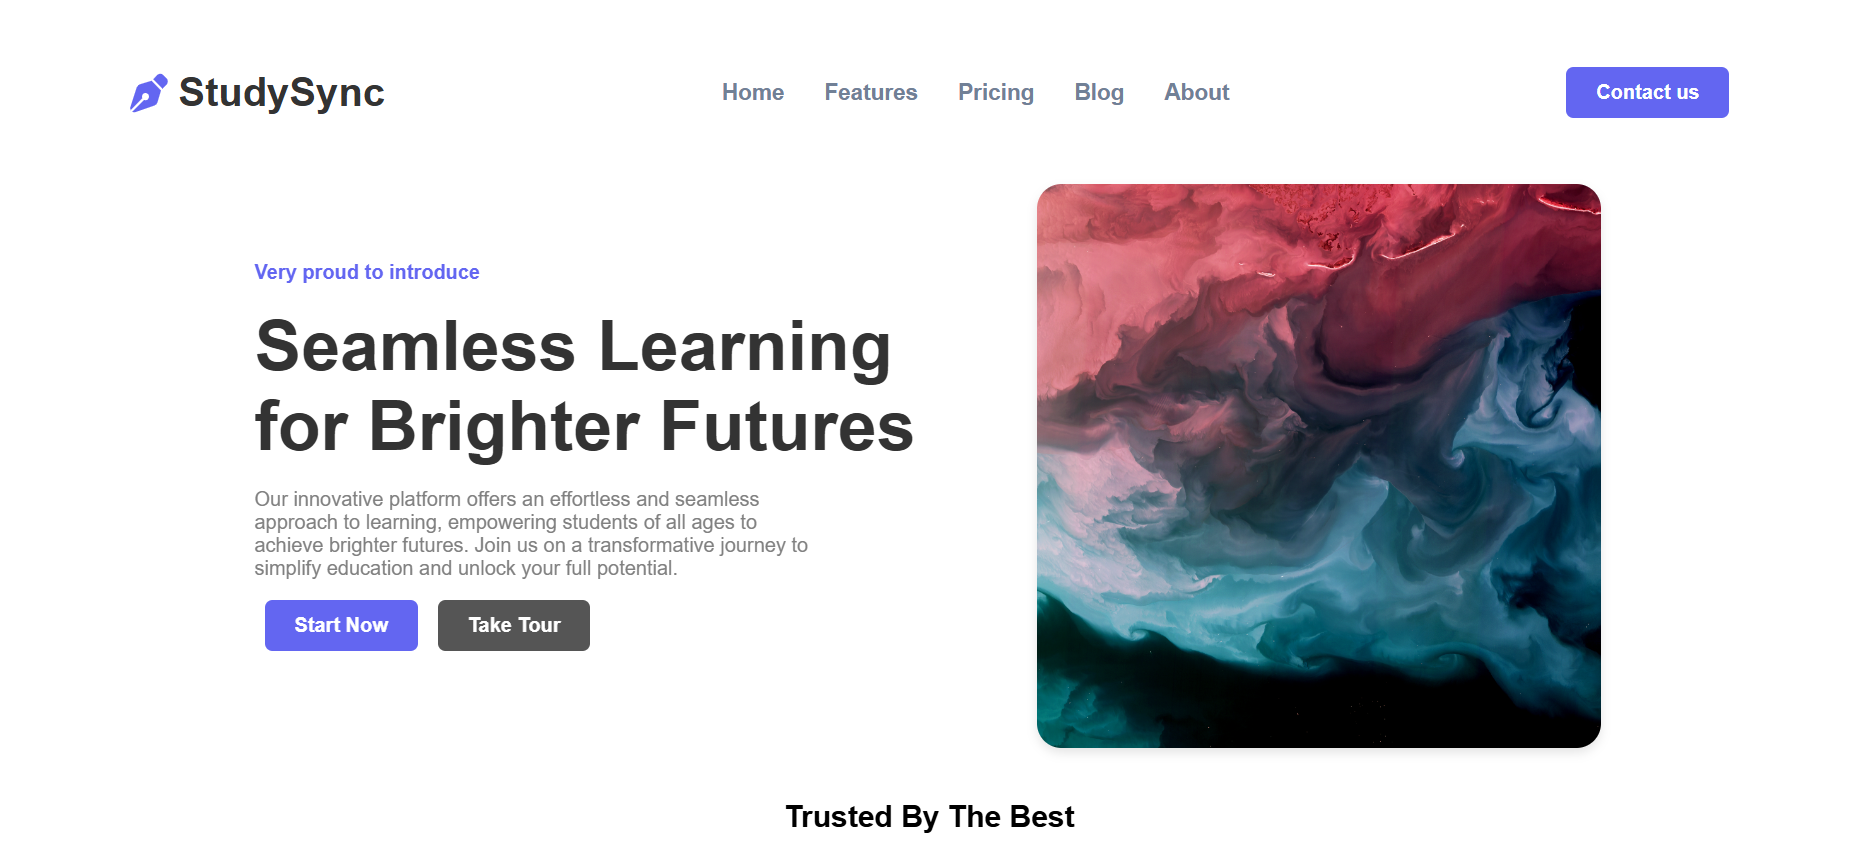 StudySync
Home
Features
Pricing
Blog
About
Contact us
Very proud to introduce
Seamless Learning
for Brighter Futures
Our innovative platform offers an effortless and seamless
approach to learning, empowering students of all ages to
achieve brighter futures. Join us on a transformative journey to
simplify education and unlock your full potential.
Start Now
Take Tour
Trusted By The Best